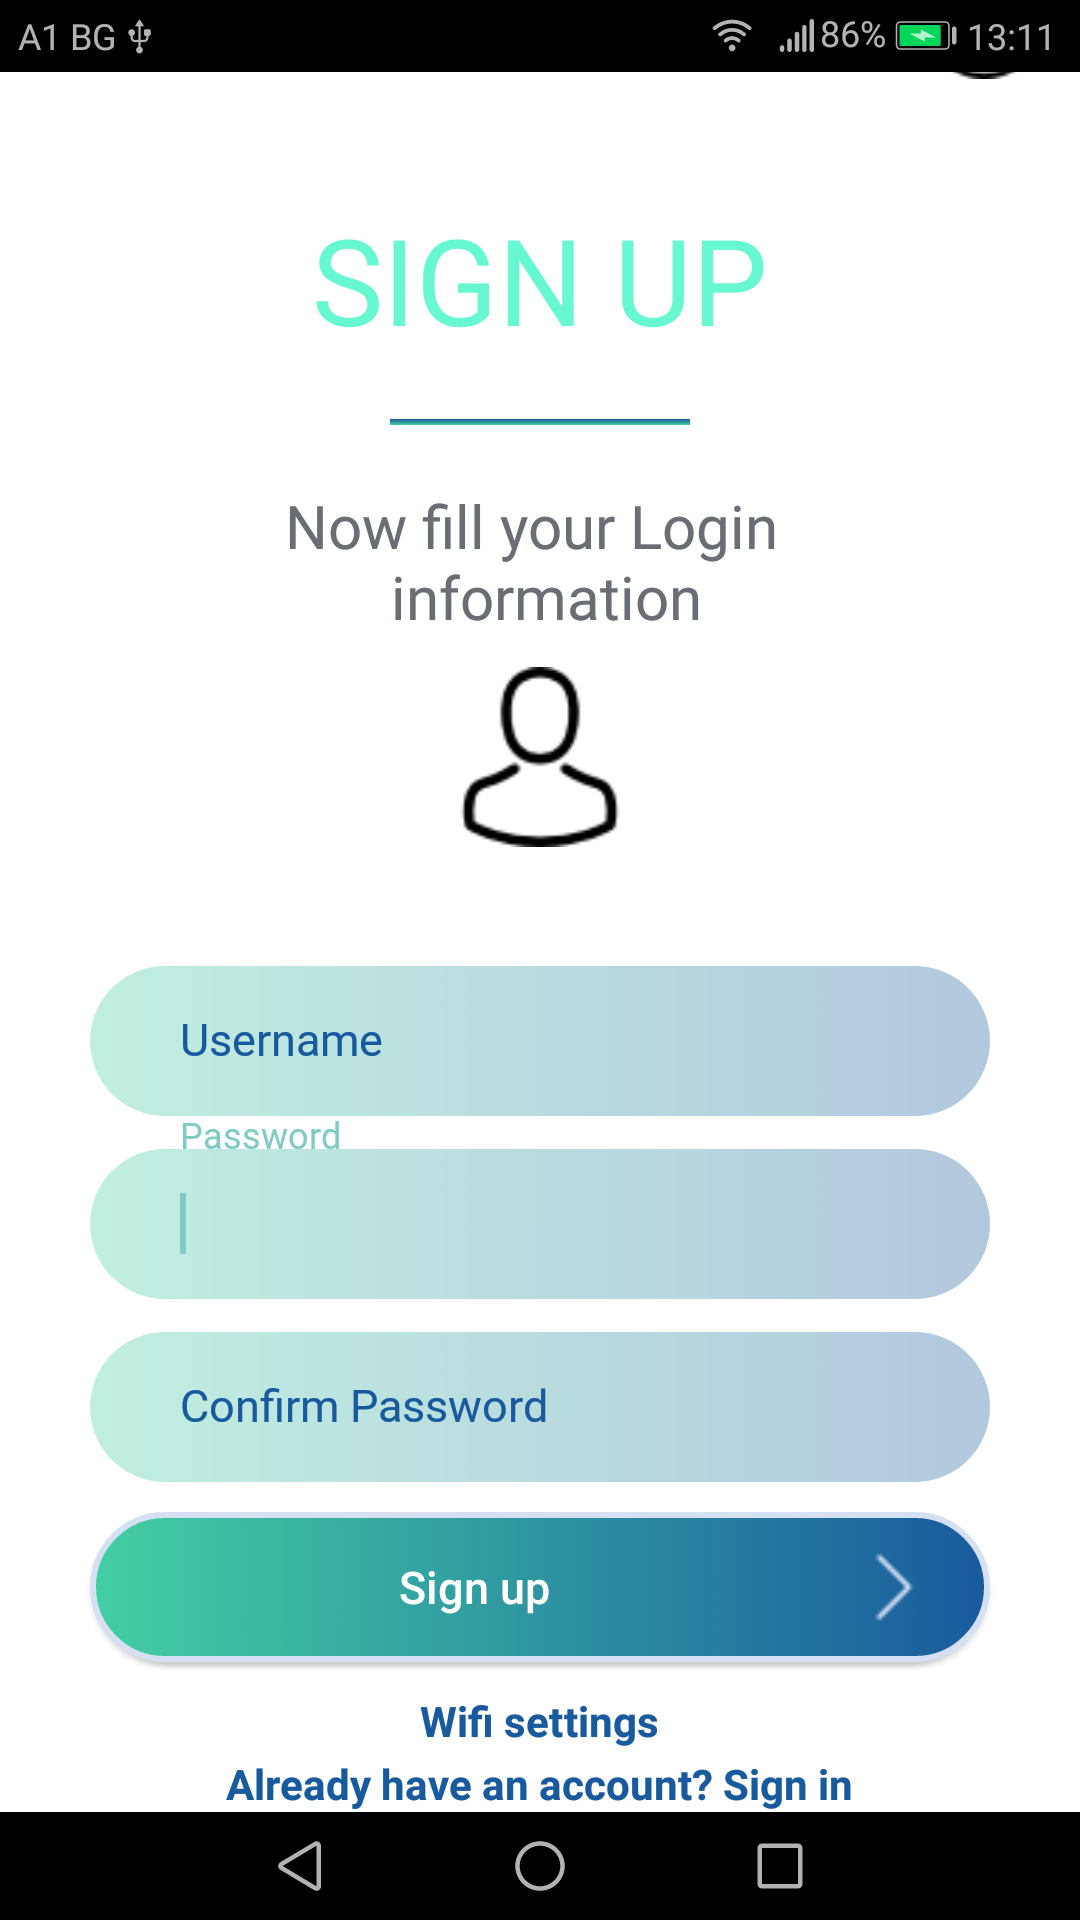 A1 BG 86% 13:11
SIGN UP
Now fill your Login
information
Username
Password
Confirm Password
Sign up
Wifi settings
Already have an account? Sign in